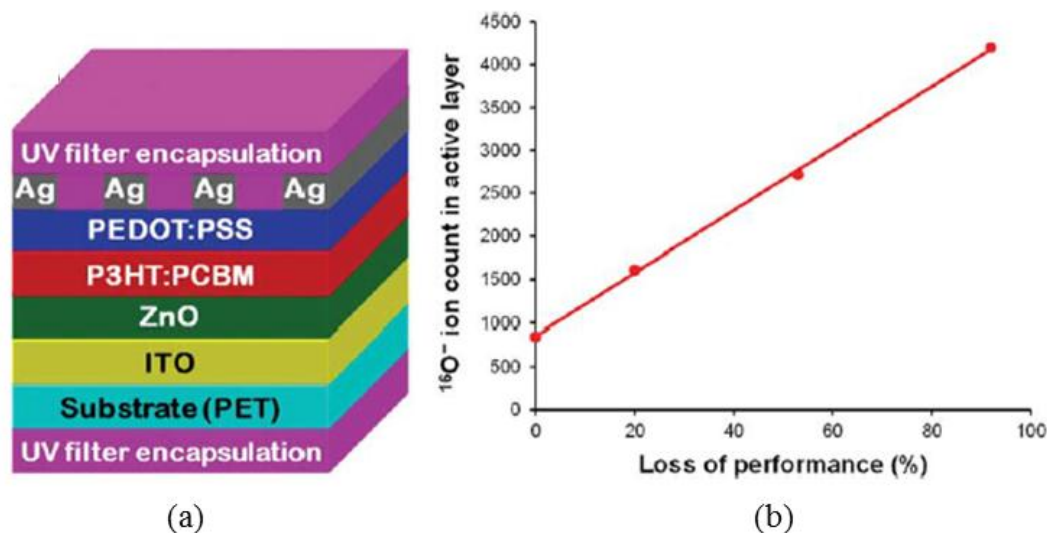 UV filter encapsulation
Ag Ag Ag Ag
PEDOT:PSS
P3HT:PCBM
ZnO
ITO
Substrate (PET)
UV filter encapsulation
(a)
¹⁶O⁻ ion count in active layer
4500
4000
3500
3000
2500
2000
1500
1000
500
0
0 20 40 60 80 100
Loss of performance (%)
(b)